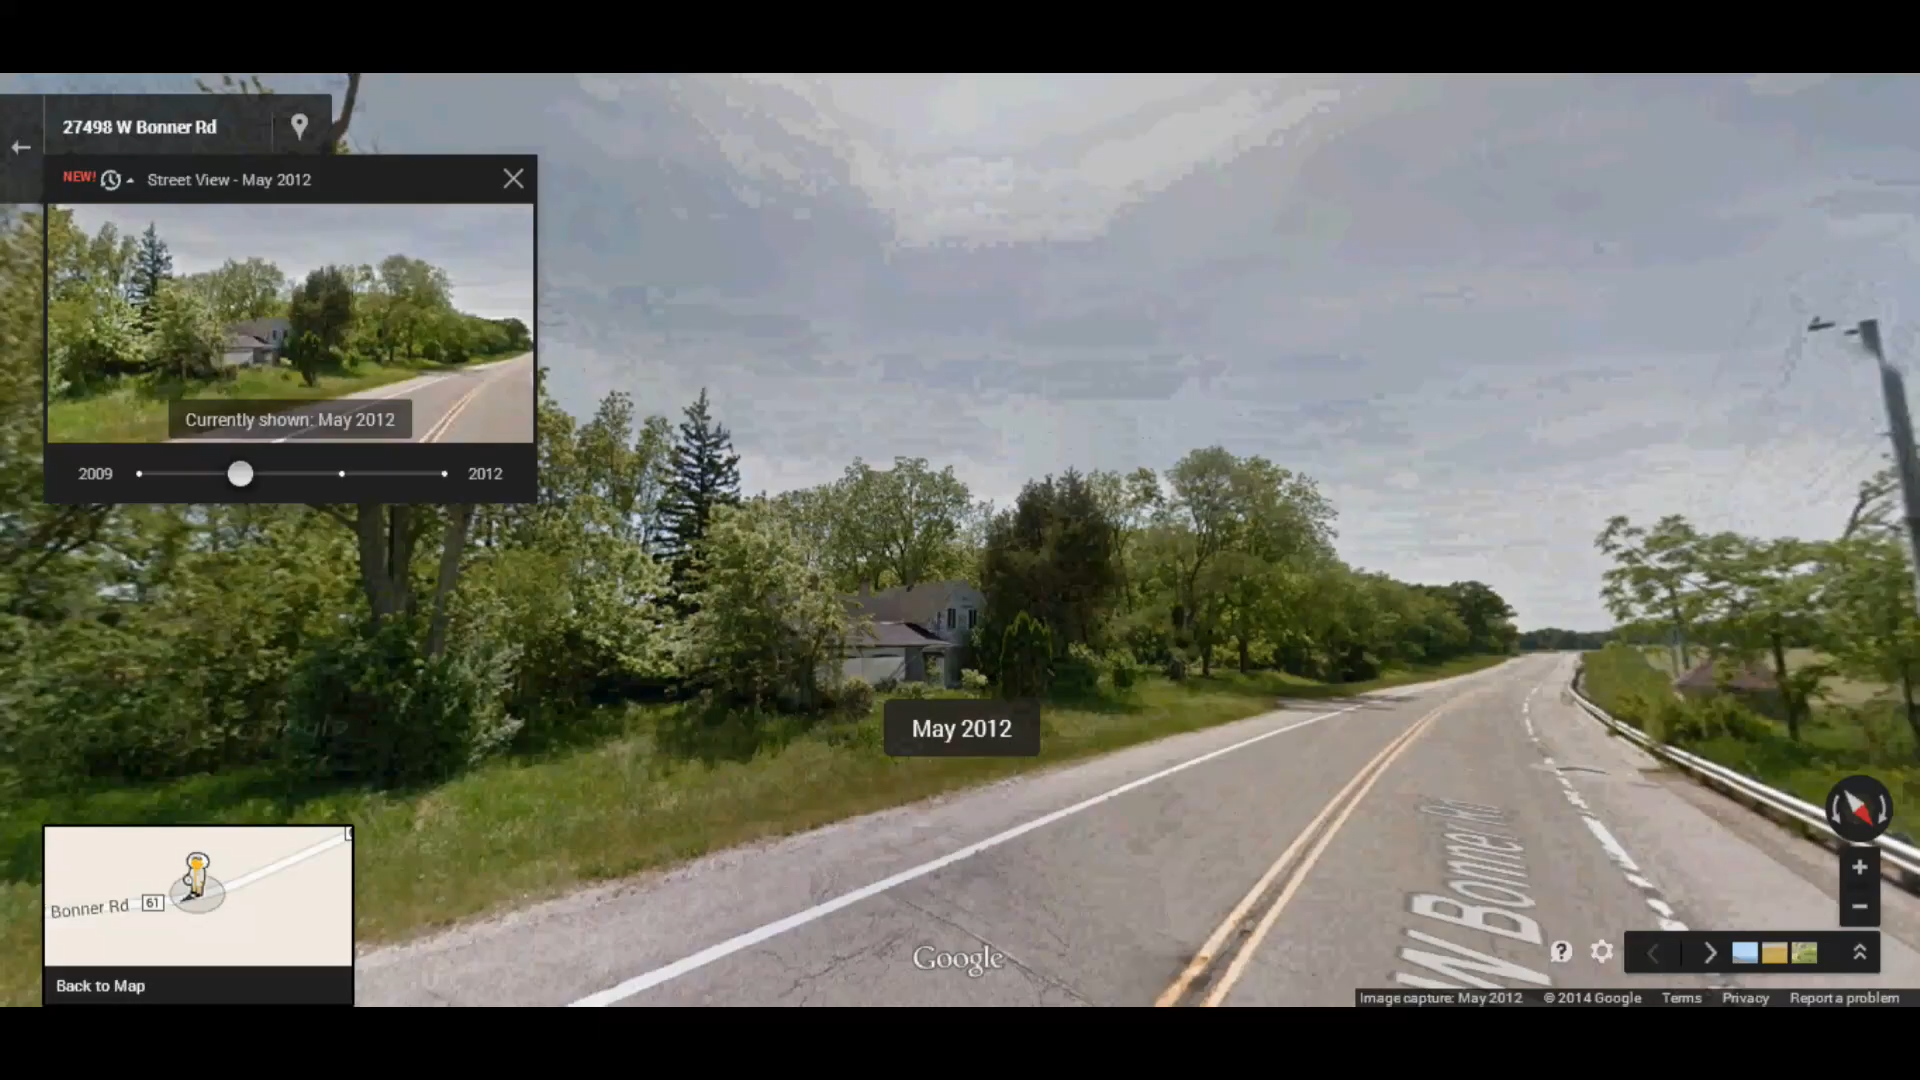 27498 W Bonner Rd
NEW! Street View - May 2012
Currently shown: May 2012
2009 2012
May 2012
W Bonner Rd
Bonner Rd 61
Back to Map
Google
?
Image capture: May 2012 © 2014 Google Terms Privacy Report a problem